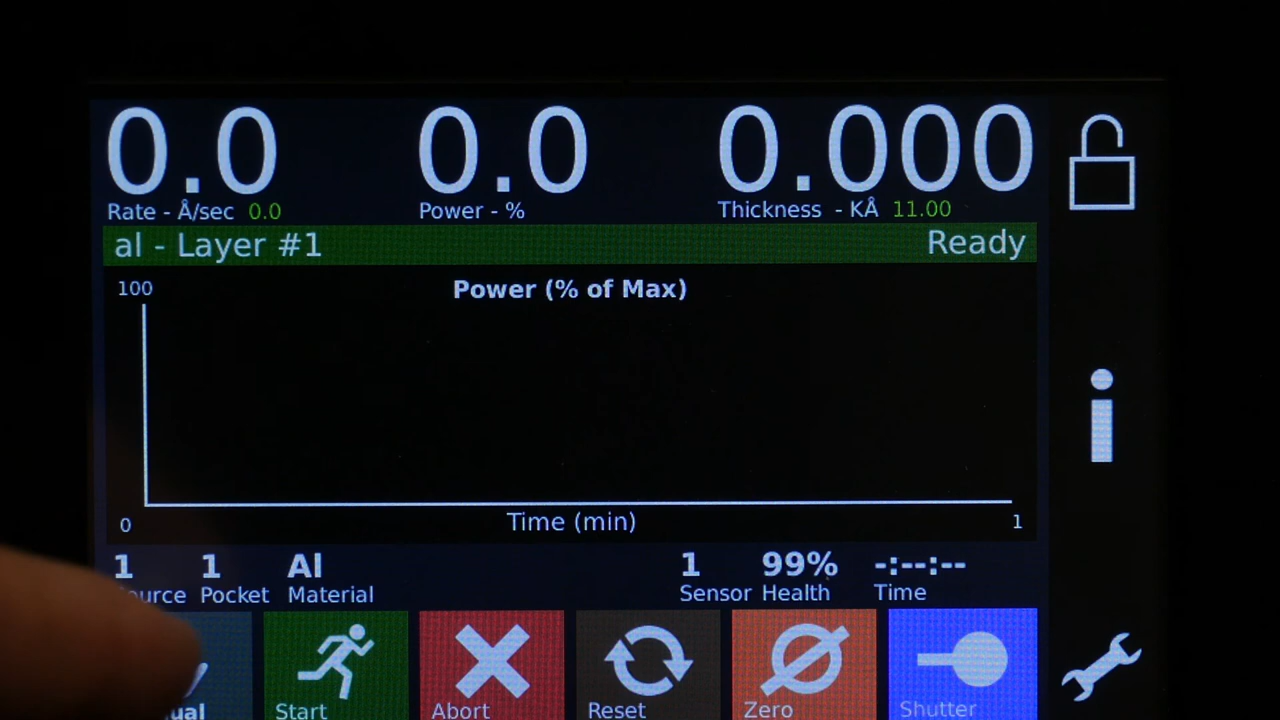 0.0 0.0 0.000
Rate - Å/sec 0.0 Power - % Thickness - KÅ 11.00
al - Layer #1 Ready
100 Power (% of Max)
0 Time (min) 1
1 1 Al 1 99% -:--:--
Pocket Material Sensor Health Time
Start Abort Reset Zero Shutter